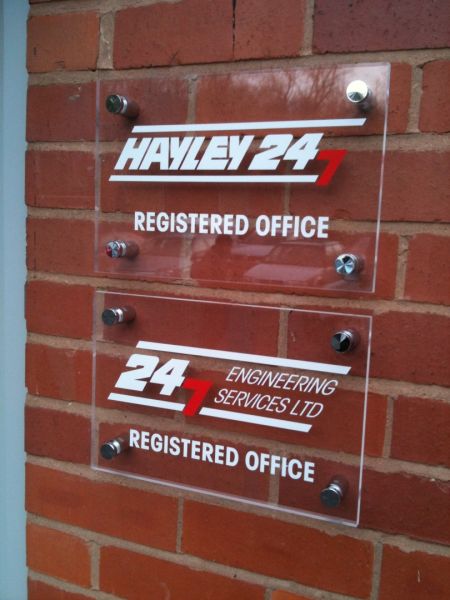 HAYLEY 247
REGISTERED OFFICE
247 ENGINEERING
SERVICES LTD
REGISTERED OFFICE